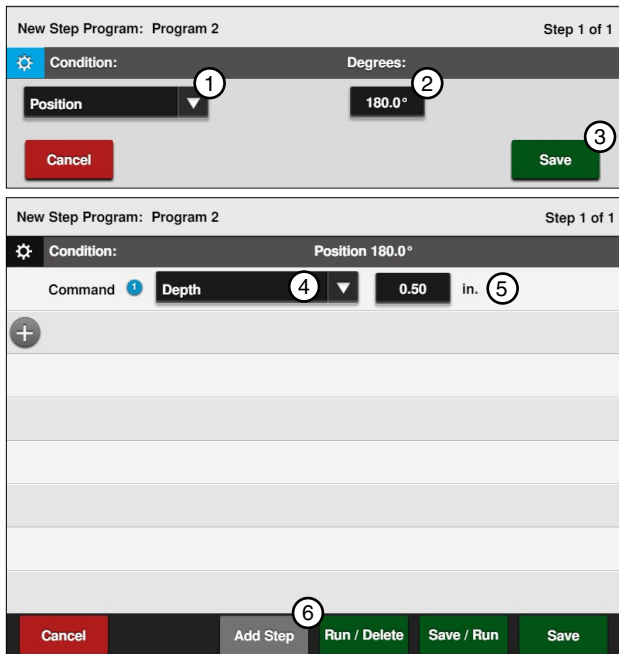 New Step Program: Program 2 Step 1 of 1
Condition: Degrees:
1 2
Position 180.0°
3
Cancel Save
New Step Program: Program 2 Step 1 of 1
Condition: Position 180.0°
Command 1 Depth 4 0.50 in. 5
6
Cancel Add Step Run / Delete Save / Run Save